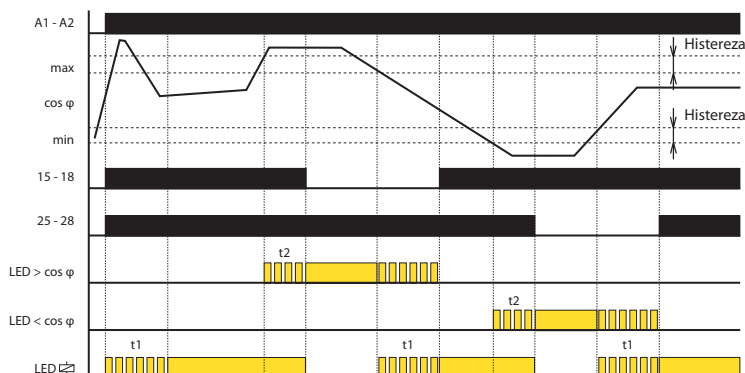 A1 - A2
Histereza
max
cos φ
Histereza
min
15 - 18
25 - 28
t2
LED > cos φ
t2
LED < cos φ
t1
t1
t1
LED